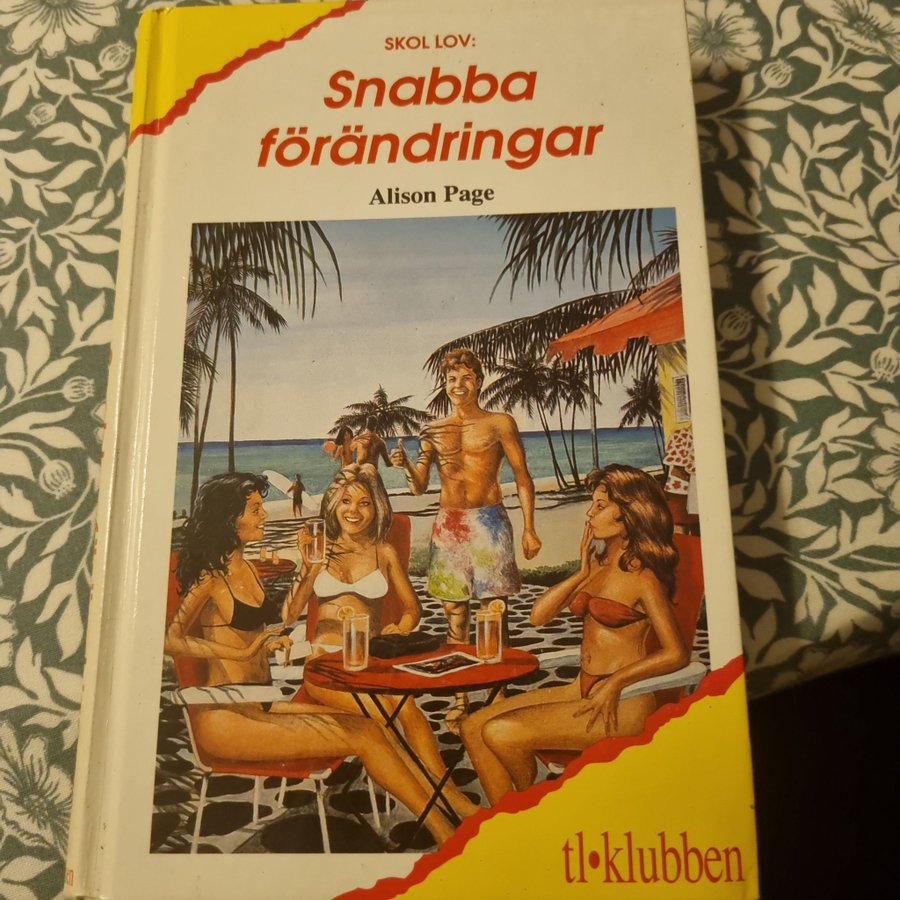 SKOL LOV:
Snabba
förändringar
Alison Page
tl•klubben